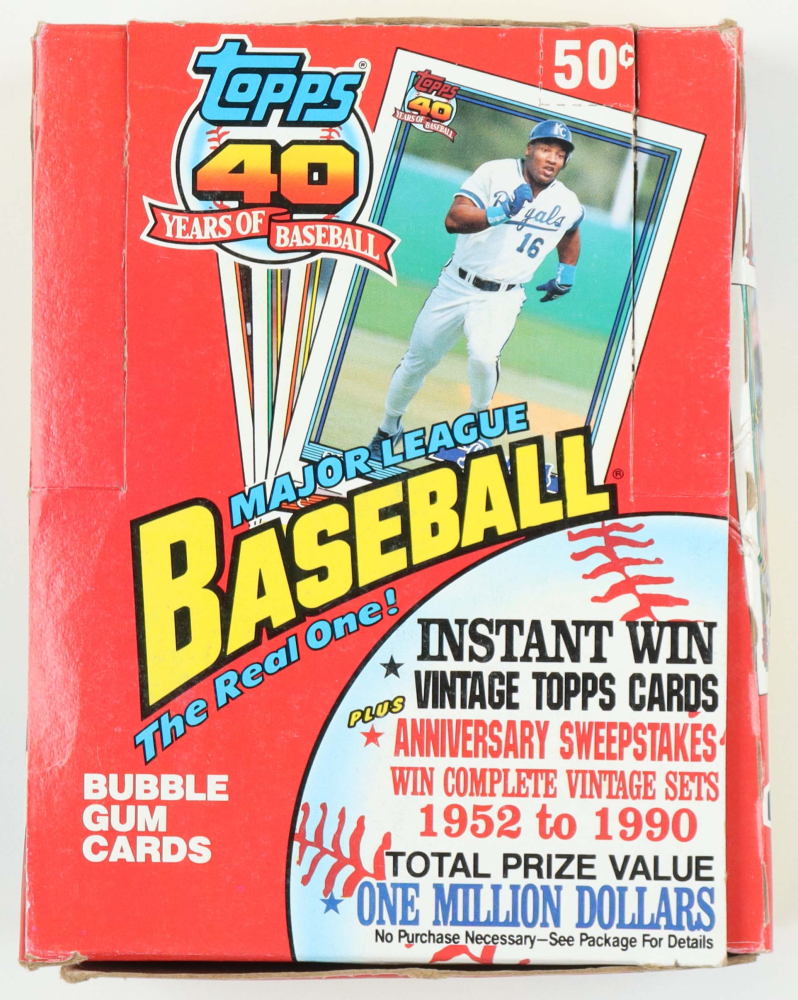 TOPPS®
40
YEARS OF BASEBALL
50¢
TOPPS
40
YEARS OF BASEBALL
KC
Royals
16
MAJOR LEAGUE
BASEBALL®
The Real One!
BUBBLE
GUM
CARDS
INSTANT WIN
VINTAGE TOPPS CARDS
PLUS
ANNIVERSARY SWEEPSTAKES
WIN COMPLETE VINTAGE SETS
1952 to 1990
TOTAL PRIZE VALUE
ONE MILLION DOLLARS
No Purchase Necessary—See Package For Details